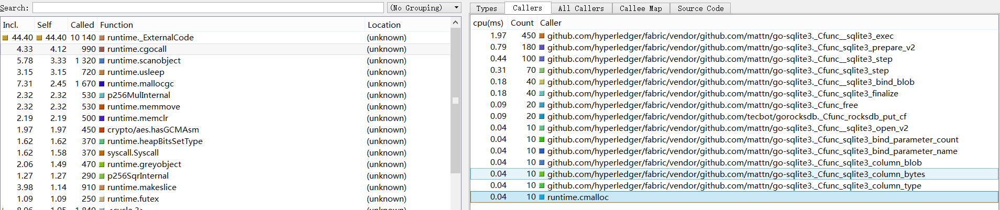 Search: (No Grouping)
Incl. Self Called Function Location
44.40 44.40 10 140 runtime._ExternalCode (unknown)
4.33 4.12 990 runtime.cgocall (unknown)
5.78 3.33 1 320 runtime.scanobject (unknown)
3.15 3.15 720 runtime.usleep (unknown)
7.31 2.45 1 670 runtime.mallocgc (unknown)
2.32 2.32 530 p256MulInternal (unknown)
2.32 2.32 530 runtime.memmove (unknown)
2.19 2.19 500 runtime.memclr (unknown)
1.97 1.97 450 crypto/aes.hasGCMAsm (unknown)
1.62 1.62 370 runtime.heapBitsSetType (unknown)
1.62 1.58 370 syscall.Syscall (unknown)
2.06 1.49 470 runtime.greyobject (unknown)
1.27 1.27 290 p256SqrInternal (unknown)
3.98 1.14 910 runtime.makeslice (unknown)
1.09 1.09 250 runtime.futex (unknown)
8.06 1.05 1 840 <cycle 3> (unknown)
Types Callers All Callers Callee Map Source Code
cpu(ms) Count Caller
1.97 450 github.com/hyperledger/fabric/vendor/github.com/mattn/go-sqlite3._Cfunc__sqlite3_exec
0.79 180 github.com/hyperledger/fabric/vendor/github.com/mattn/go-sqlite3._Cfunc_sqlite3_prepare_v2
0.44 100 github.com/hyperledger/fabric/vendor/github.com/mattn/go-sqlite3._Cfunc__sqlite3_step
0.31 70 github.com/hyperledger/fabric/vendor/github.com/mattn/go-sqlite3._Cfunc_sqlite3_step
0.18 40 github.com/hyperledger/fabric/vendor/github.com/mattn/go-sqlite3._Cfunc__sqlite3_bind_blob
0.18 40 github.com/hyperledger/fabric/vendor/github.com/mattn/go-sqlite3._Cfunc_sqlite3_finalize
0.09 20 github.com/hyperledger/fabric/vendor/github.com/mattn/go-sqlite3._Cfunc_free
0.09 20 github.com/hyperledger/fabric/vendor/github.com/tecbot/gorocksdb._Cfunc_rocksdb_put_cf
0.04 10 github.com/hyperledger/fabric/vendor/github.com/mattn/go-sqlite3._Cfunc__sqlite3_open_v2
0.04 10 github.com/hyperledger/fabric/vendor/github.com/mattn/go-sqlite3._Cfunc_sqlite3_bind_parameter_count
0.04 10 github.com/hyperledger/fabric/vendor/github.com/mattn/go-sqlite3._Cfunc_sqlite3_bind_parameter_name
0.04 10 github.com/hyperledger/fabric/vendor/github.com/mattn/go-sqlite3._Cfunc_sqlite3_column_blob
0.04 10 github.com/hyperledger/fabric/vendor/github.com/mattn/go-sqlite3._Cfunc_sqlite3_column_bytes
0.04 10 github.com/hyperledger/fabric/vendor/github.com/mattn/go-sqlite3._Cfunc_sqlite3_column_type
0.04 10 runtime.cmalloc